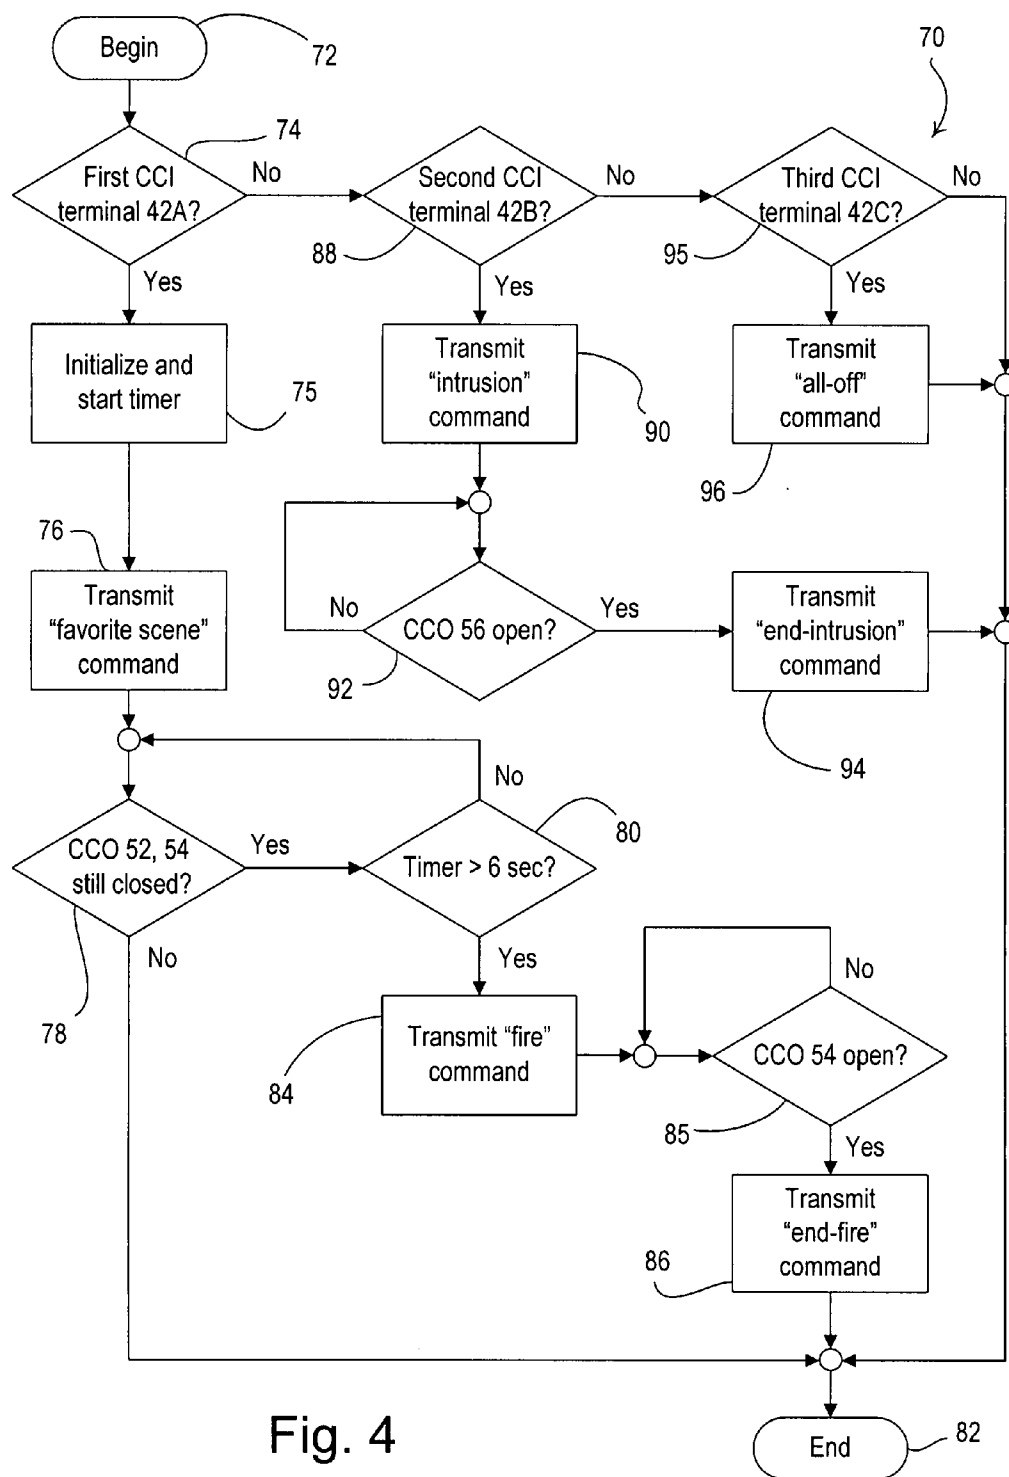 Begin
72
70
74
First CCI
terminal 42A?
No
Second CCI
terminal 42B?
No
Third CCI
terminal 42C?
No
88
95
Yes
Yes
Yes
Initialize and
start timer
75
Transmit
“intrusion”
command
90
Transmit
“all-off”
command
96
76
Transmit
“favorite scene”
command
No
CCO 56 open?
Yes
92
Transmit
“end-intrusion”
command
94
No
CCO 52, 54
still closed?
Yes
Timer > 6 sec?
80
No
78
Yes
Transmit “fire”
command
84
No
CCO 54 open?
85
Yes
Transmit
“end-fire”
command
86
End
82
Fig. 4